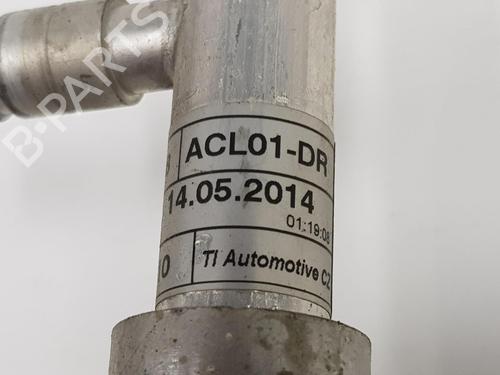 ACL01-DR
14.05.2014
01:19:08
TI Automotive CZ
B-PARTS